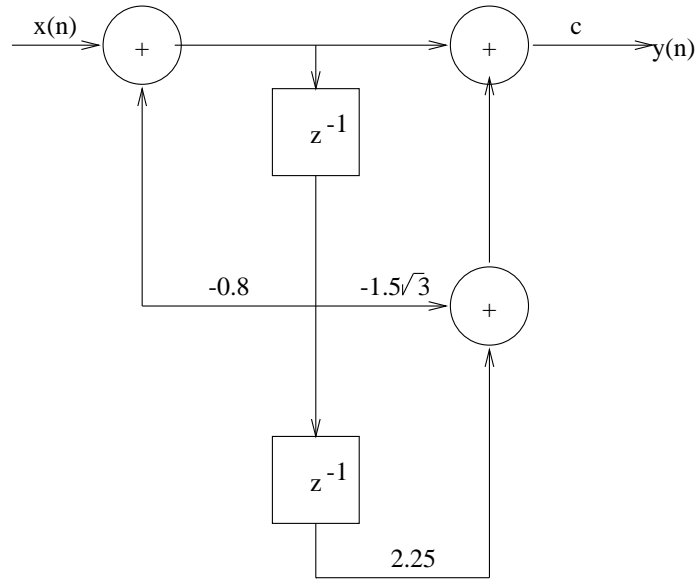 x(n)
+
+
c
y(n)
z^-1
-0.8
-1.5√3
+
z^-1
2.25